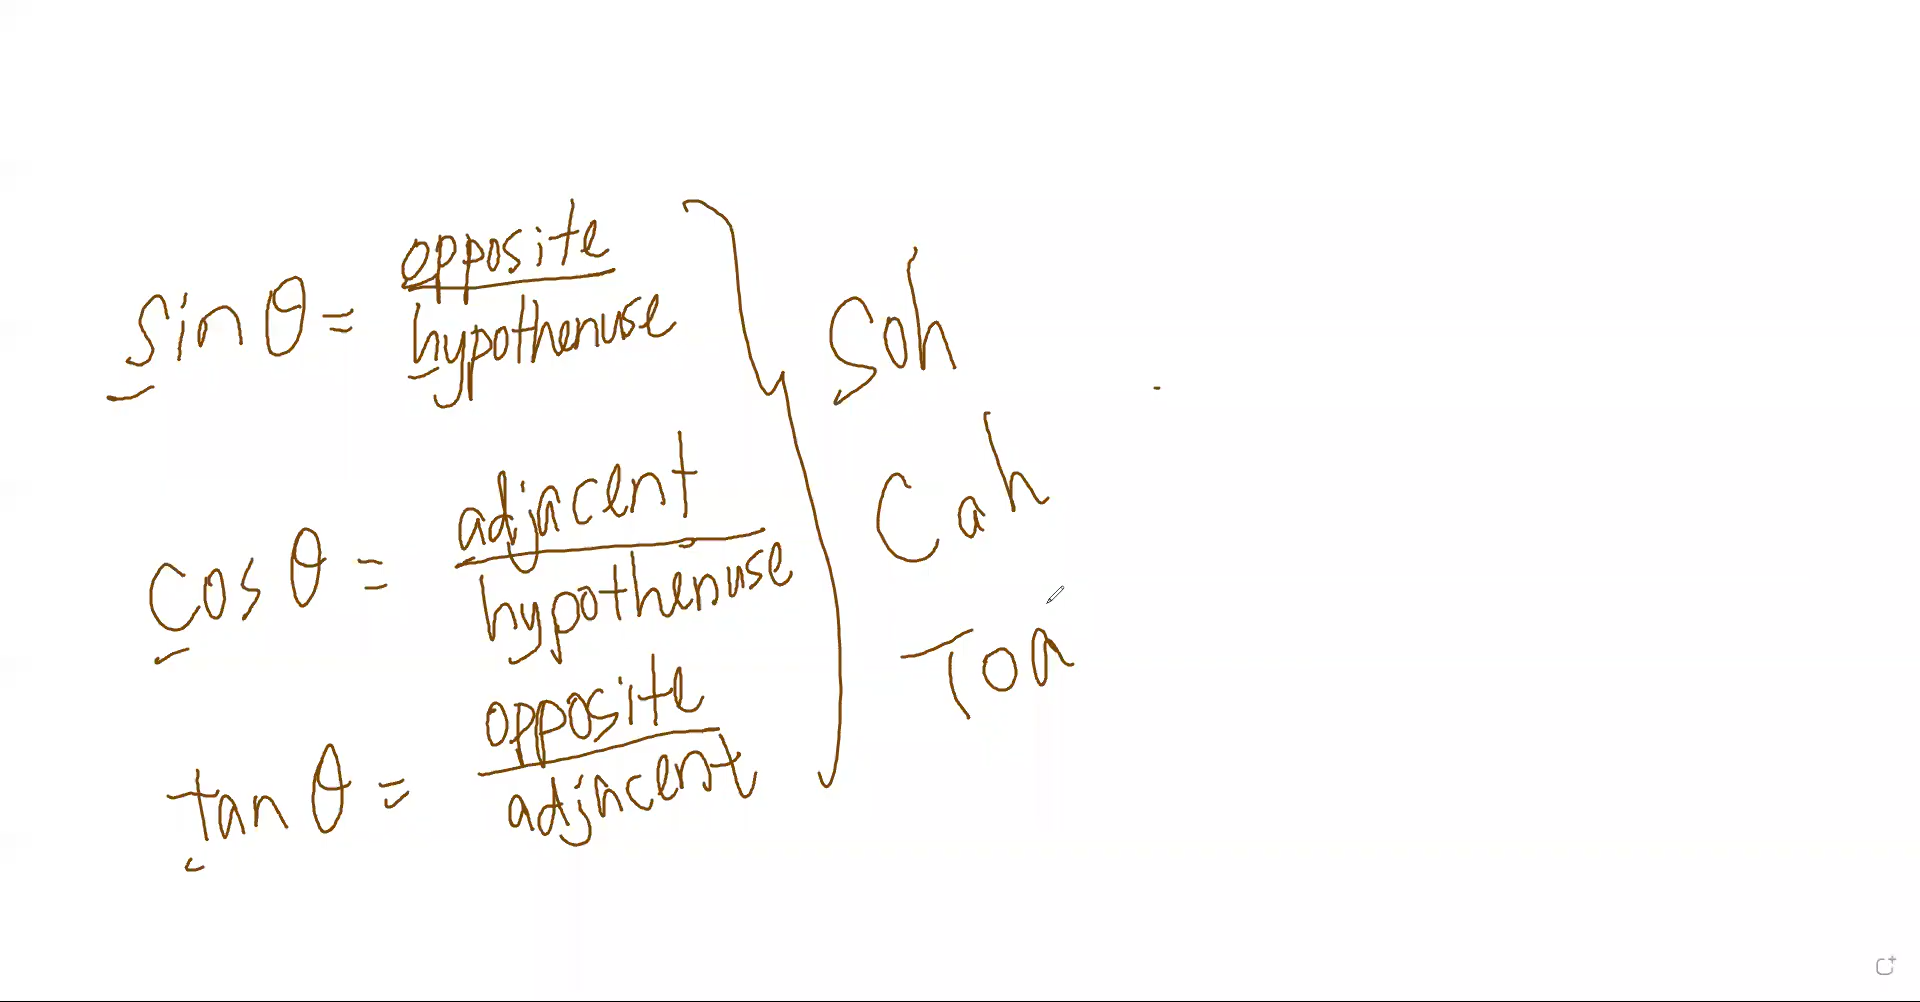 sin θ = opposite / hypothenuse
Soh
cos θ = adjacent / hypothenuse
Cah
tan θ = opposite / adjacent
Toa